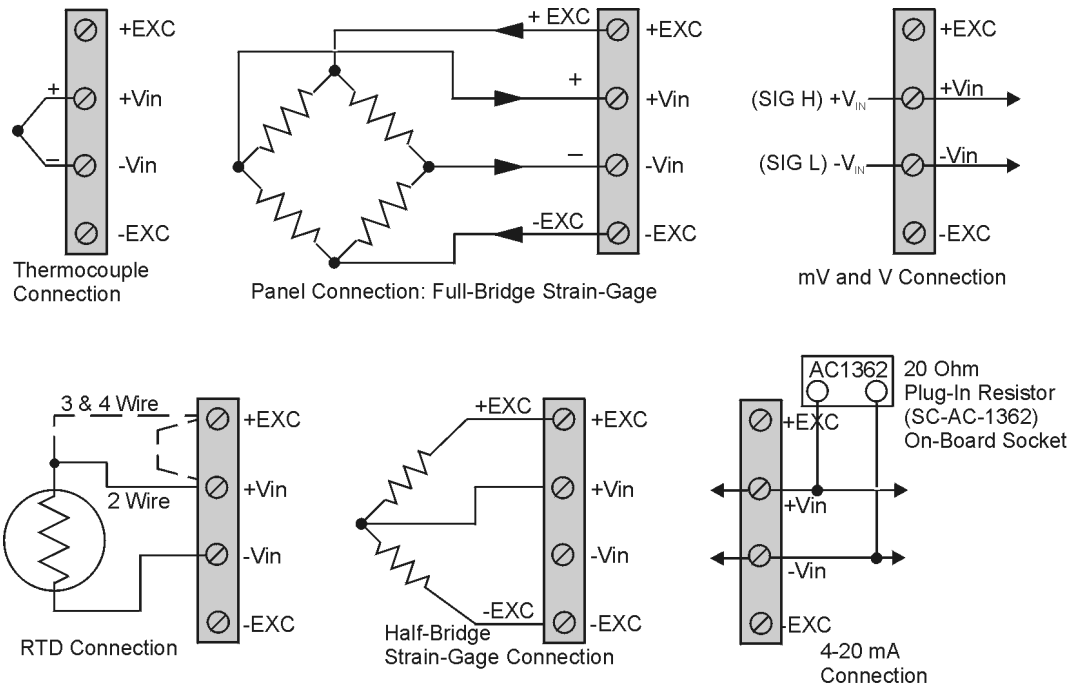 +EXC
+
+Vin
–
-Vin
-EXC
Thermocouple
Connection
+ EXC
+EXC
+
+Vin
–
-Vin
-EXC
-EXC
Panel Connection: Full-Bridge Strain-Gage
+EXC
(SIG H) +VIN
+Vin
(SIG L) -VIN
-Vin
-EXC
mV and V Connection
3 & 4 Wire
+EXC
2 Wire
+Vin
-Vin
-EXC
RTD Connection
+EXC
+EXC
+Vin
-Vin
-EXC
-EXC
Half-Bridge
Strain-Gage Connection
AC1362
20 Ohm
Plug-In Resistor
(SC-AC-1362)
On-Board Socket
+EXC
+Vin
-Vin
-EXC
4-20 mA
Connection